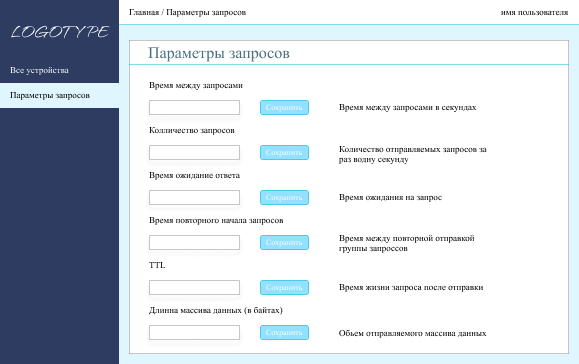 LOGOTYPE
Все устройства
Параметры запросов
Главная / Параметры запросов
имя пользователя
Параметры запросов
Время между запросами
Сохранить
Время между запросами в секундах
Колличество запросов
Сохранить
Количество отправляемых запросов за
раз водну секунду
Время ожидание ответа
Сохранить
Время ожидания на запрос
Время повторного начала запросов
Сохранить
Время между повторной отправкой
группы запроссов
TTL
Сохранить
Время жизни запроса после отправки
Длинна массива данных (в байтах)
Сохранить
Обьем отправляемого массива данных